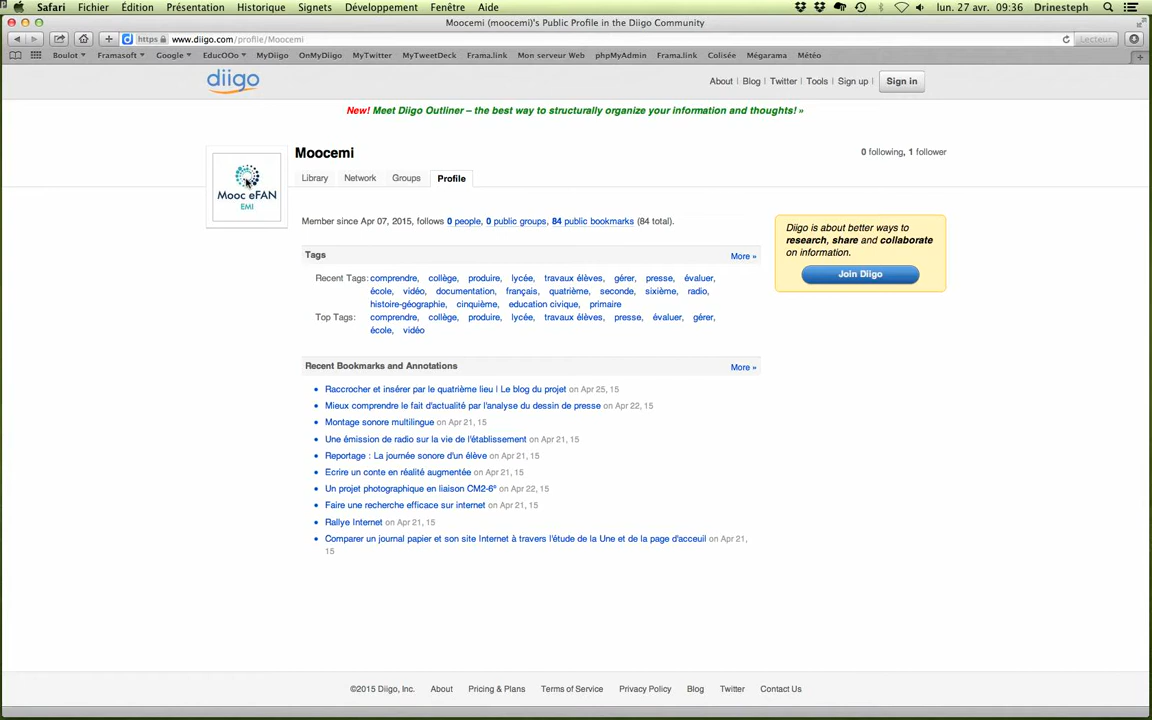 Safari Fichier Édition Présentation Historique Signets Développement Fenêtre Aide lun. 27 avr. 09:36 Drinesteph
Moocemi (moocemi)'s Public Profile in the Diigo Community
https www.diigo.com/profile/Moocemi Lecteur
Boulot Framasoft Google EducOOo MyDiigo OnMyDiigo MyTwitter MyTweetDeck Frama.link Mon serveur Web phpMyAdmin Frama.link Colisée Mégarama Météo
diigo About | Blog | Twitter | Tools | Sign up | Sign in
New! Meet Diigo Outliner – the best way to structurally organize your information and thoughts! »
Mooc eFAN
EMI
Moocemi 0 following, 1 follower
Library Network Groups Profile
Member since Apr 07, 2015, follows 0 people, 0 public groups, 84 public bookmarks (84 total).
Diigo is about better ways to
research, share and collaborate
on information.
Join Diigo
Tags More »
Recent Tags: comprendre, collège, produire, lycée, travaux élèves, gérer, presse, évaluer,
école, vidéo, documentation, français, quatrième, seconde, sixième, radio,
histoire-géographie, cinquième, education civique, primaire
Top Tags: comprendre, collège, produire, lycée, travaux élèves, presse, évaluer, gérer,
école, vidéo
Recent Bookmarks and Annotations More »
Raccrocher et insérer par le quatrième lieu | Le blog du projet on Apr 25, 15
Mieux comprendre le fait d'actualité par l'analyse du dessin de presse on Apr 22, 15
Montage sonore multilingue on Apr 21, 15
Une émission de radio sur la vie de l'établissement on Apr 21, 15
Reportage : La journée sonore d'un élève on Apr 21, 15
Ecrire un conte en réalité augmentée on Apr 21, 15
Un projet photographique en liaison CM2-6° on Apr 22, 15
Faire une recherche efficace sur internet on Apr 21, 15
Rallye Internet on Apr 21, 15
Comparer un journal papier et son site Internet à travers l'étude de la Une et de la page d'acceuil on Apr 21,
15
©2015 Diigo, Inc. About Pricing & Plans Terms of Service Privacy Policy Blog Twitter Contact Us